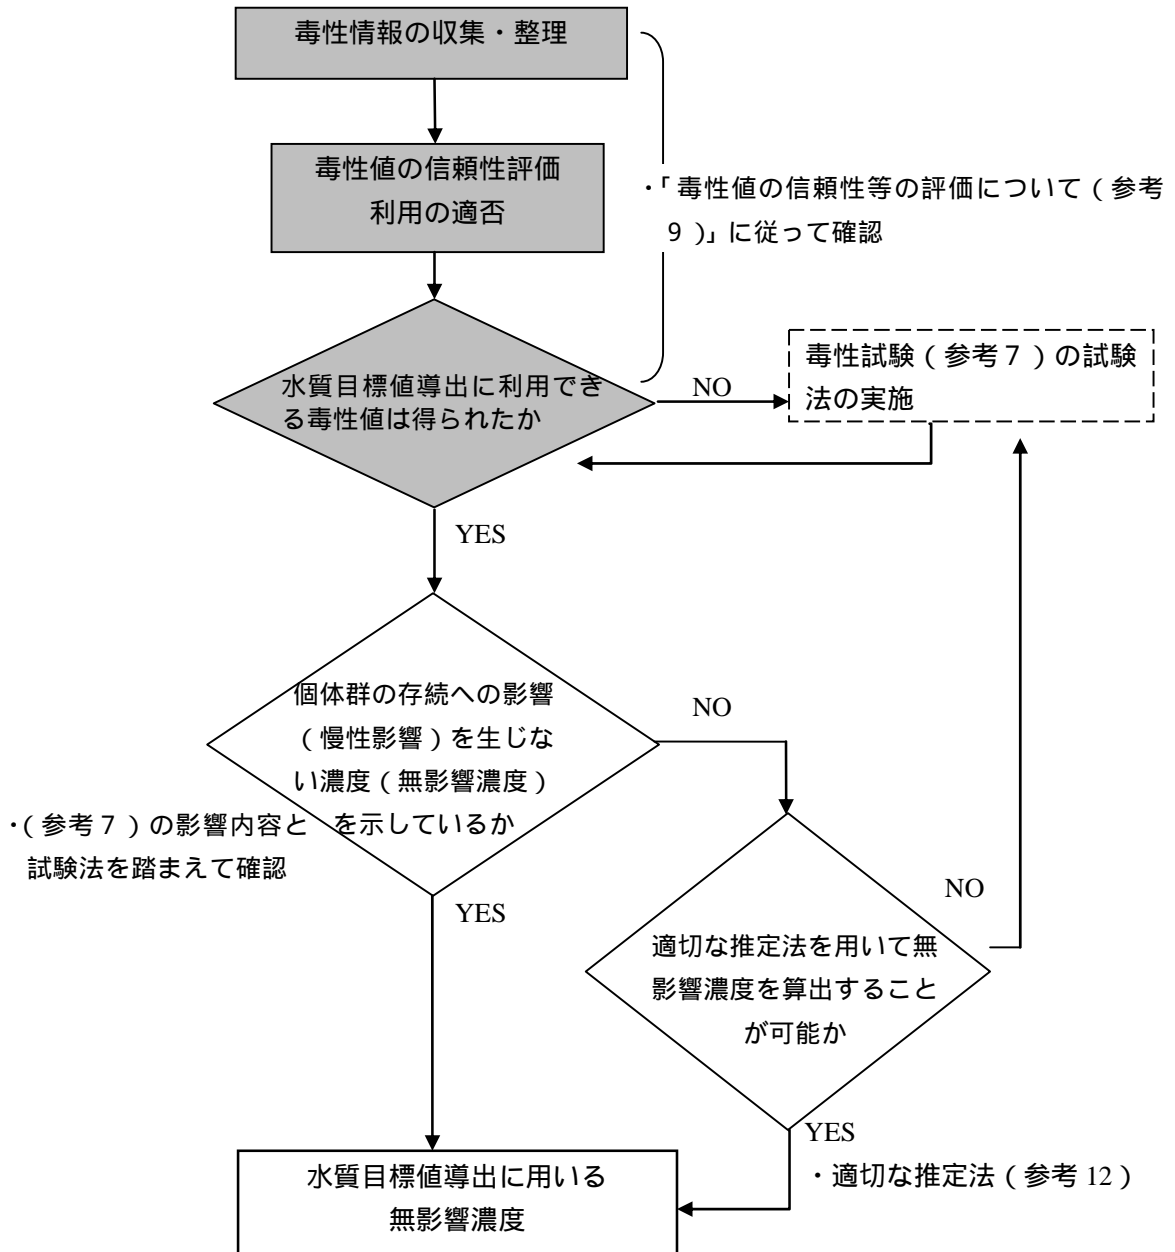 毒性情報の収集・整理
毒性値の信頼性評価
利用の適否
・「毒性値の信頼性等の評価について（参考
９）」に従って確認
水質目標値導出に利用でき
る毒性値は得られたか
NO
毒性試験（参考７）の試験
法の実施
YES
個体群の存続への影響
（慢性影響）を生じな
い濃度（無影響濃度）
を示しているか
NO
・（参考７）の影響内容と
試験法を踏まえて確認
YES
適切な推定法を用いて無
影響濃度を算出すること
が可能か
NO
YES
・適切な推定法（参考 12）
水質目標値導出に用いる
無影響濃度